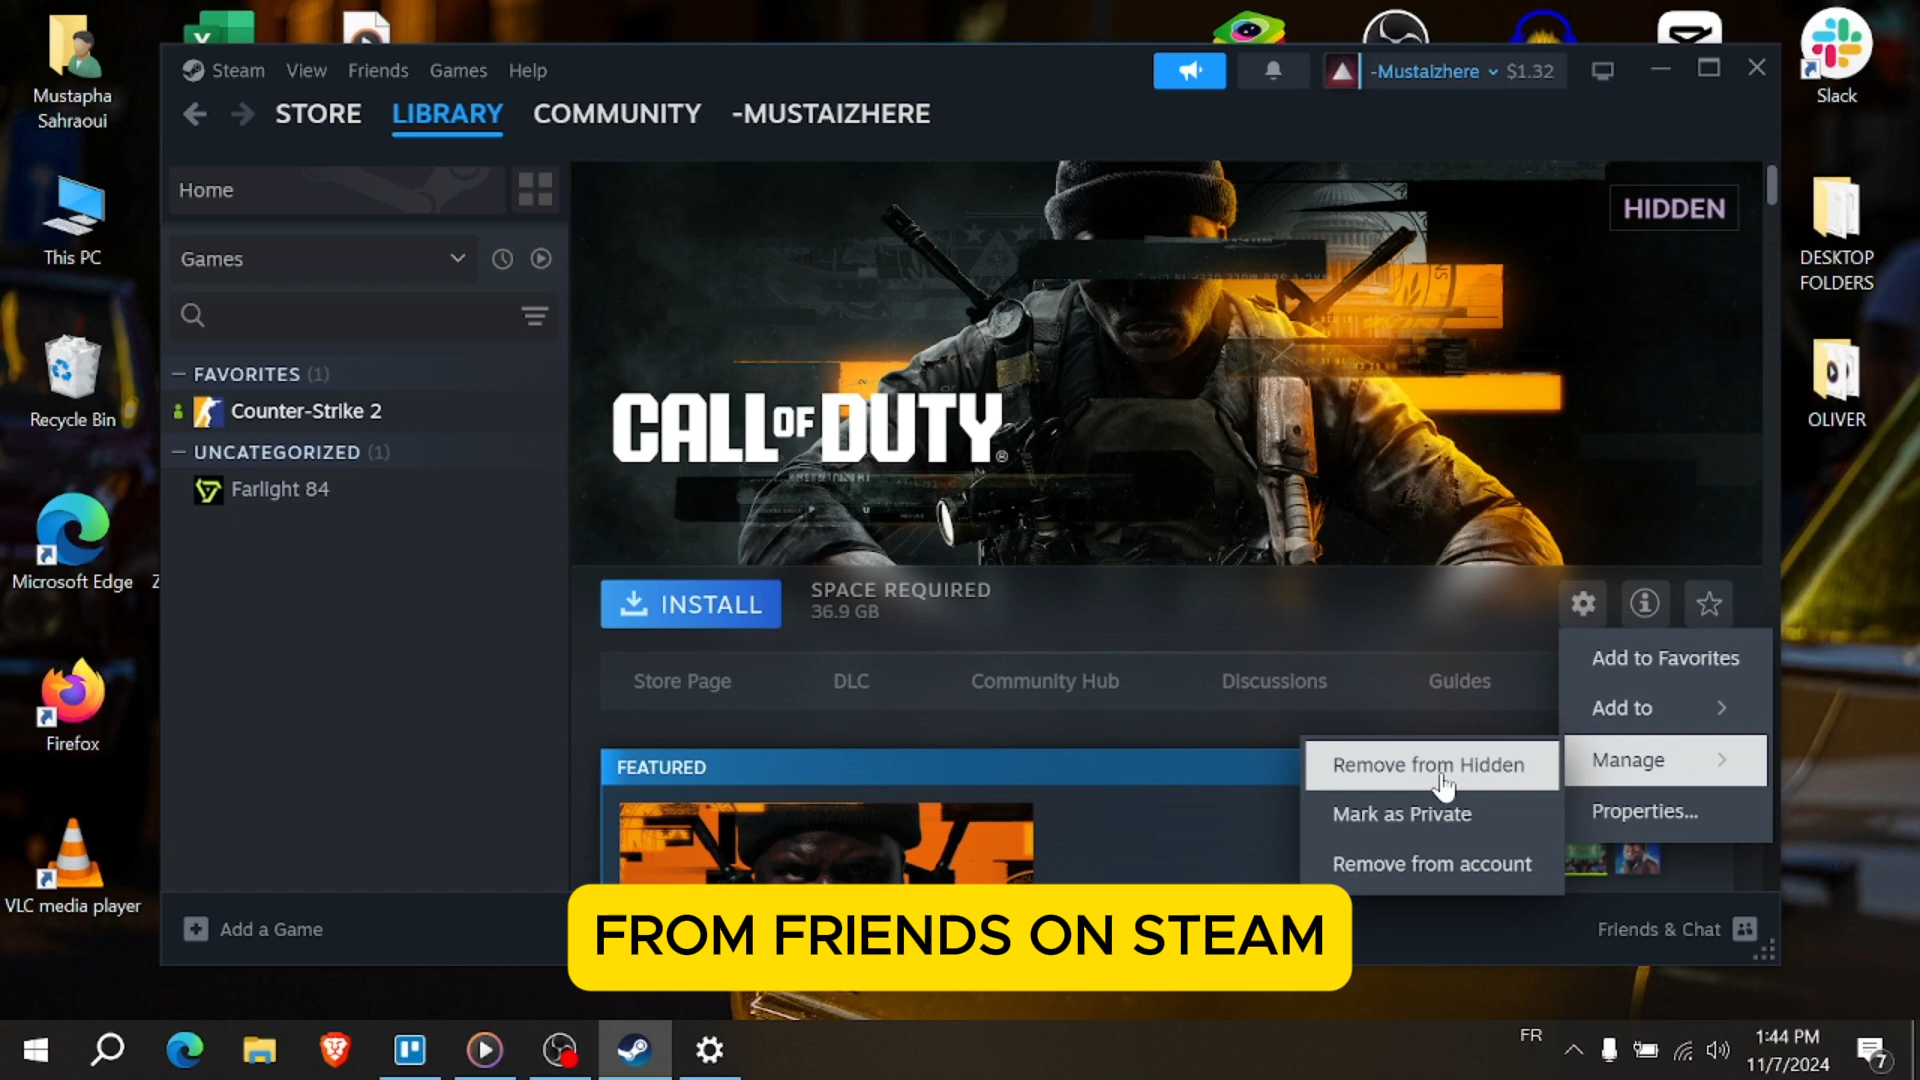 Mustapha
Sahraoui
This PC
Recycle Bin
Microsoft Edge
Z
Firefox
VLC media player
Slack
DESKTOP
FOLDERS
OLIVER
Steam View Friends Games Help
-Mustaizhere $1.32
STORE LIBRARY COMMUNITY -MUSTAIZHERE
Home
Games
FAVORITES (1)
Counter-Strike 2
UNCATEGORIZED (1)
Farlight 84
Add a Game
HIDDEN
CALL OF DUTY®
INSTALL
SPACE REQUIRED
36.9 GB
Store Page DLC Community Hub Discussions Guides
FEATURED
Add to Favorites
Add to
Manage
Properties...
Remove from Hidden
Mark as Private
Remove from account
Friends & Chat
FROM FRIENDS ON STEAM
FR
1:44 PM
11/7/2024
7